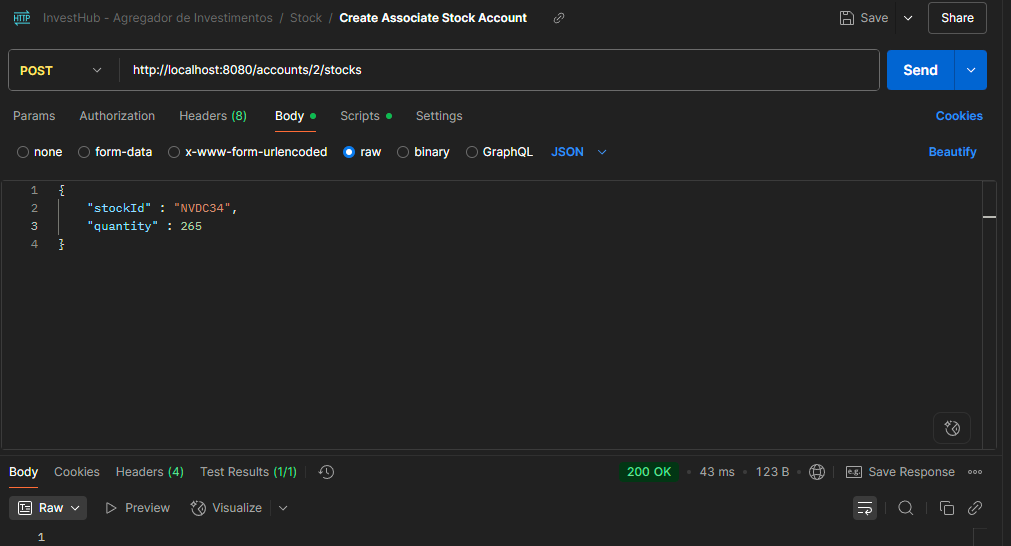 HTTP InvestHub - Agregador de Investimentos / Stock / Create Associate Stock Account Save Share
POST http://localhost:8080/accounts/2/stocks Send
Params Authorization Headers (8) Body Scripts Settings Cookies
none form-data x-www-form-urlencoded raw binary GraphQL JSON Beautify
1 {
2 "stockId" : "NVDC34",
3 "quantity" : 265
4 }
Body Cookies Headers (4) Test Results (1/1) 200 OK 43 ms 123 B e.g. Save Response
Raw Preview Visualize
1